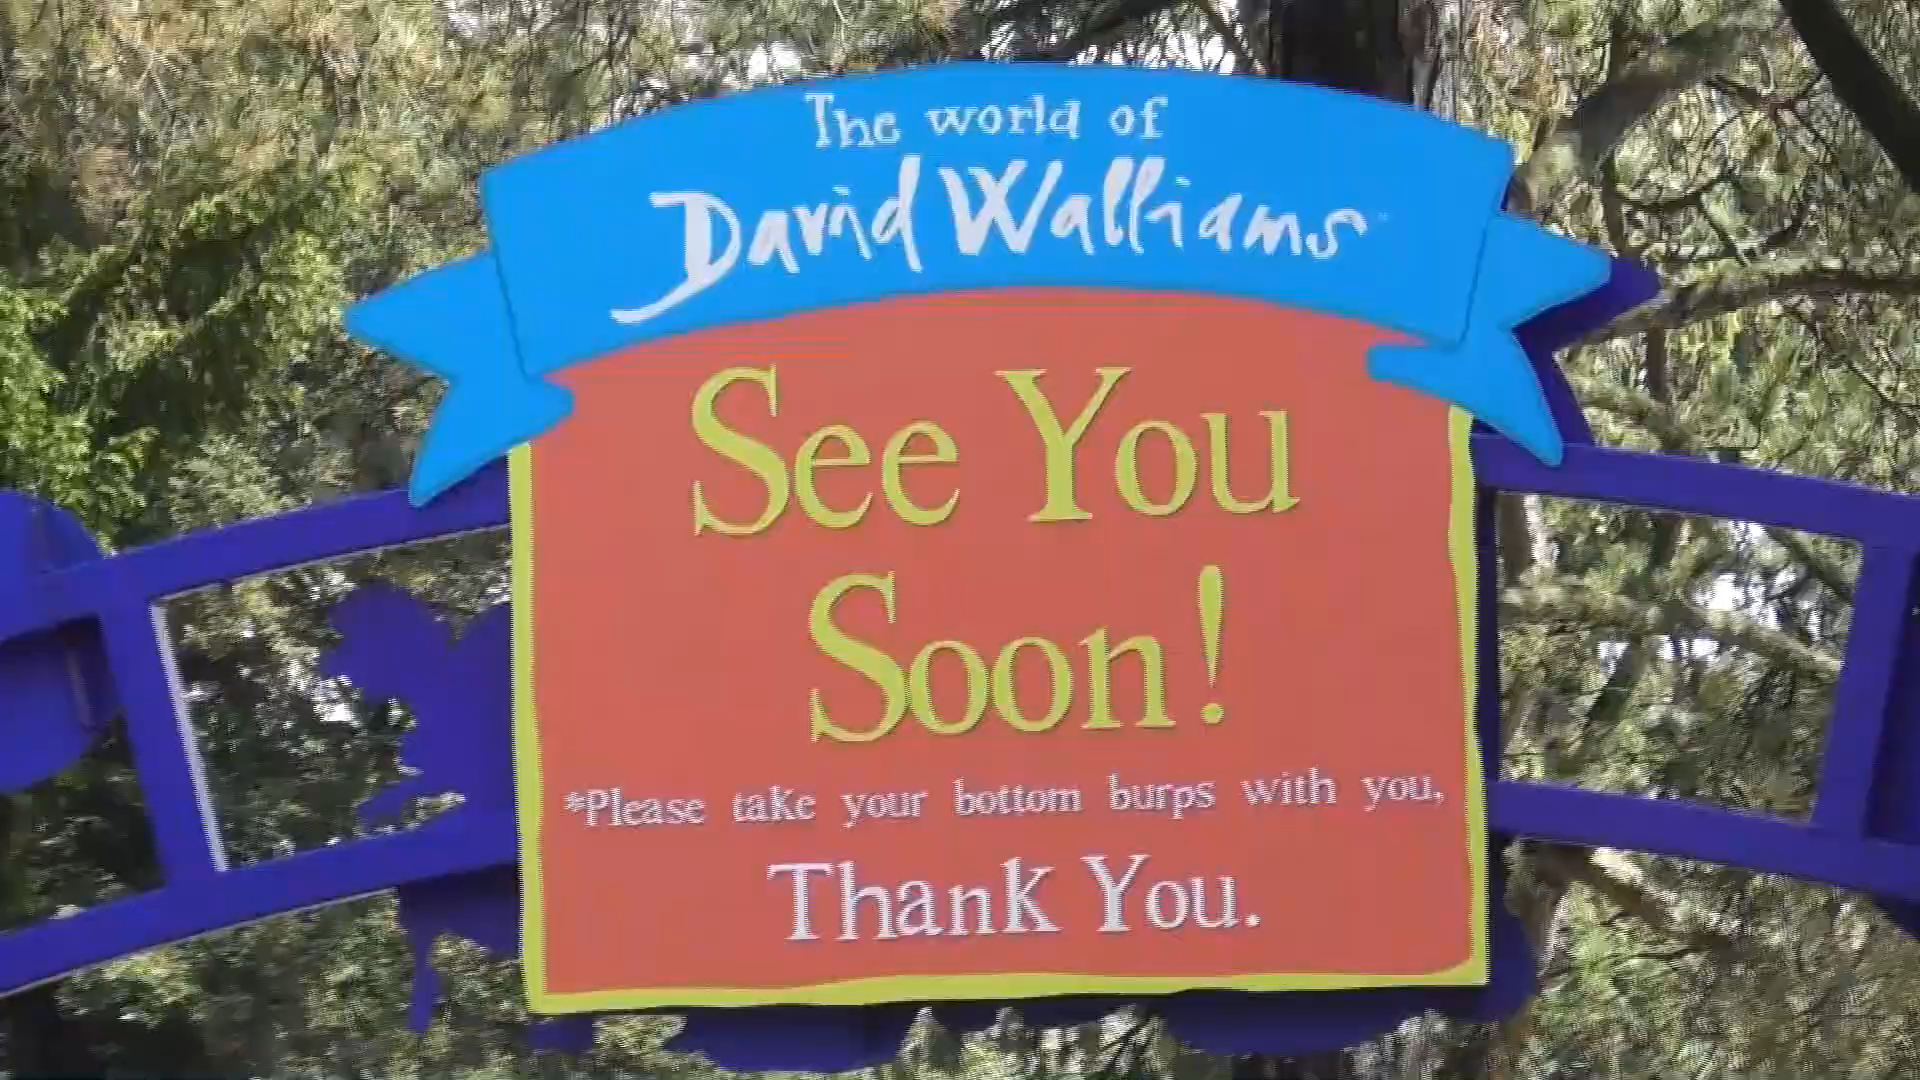 The world of
David Walliams
See You
Soon!
*Please take your bottom burps with you,
Thank You.